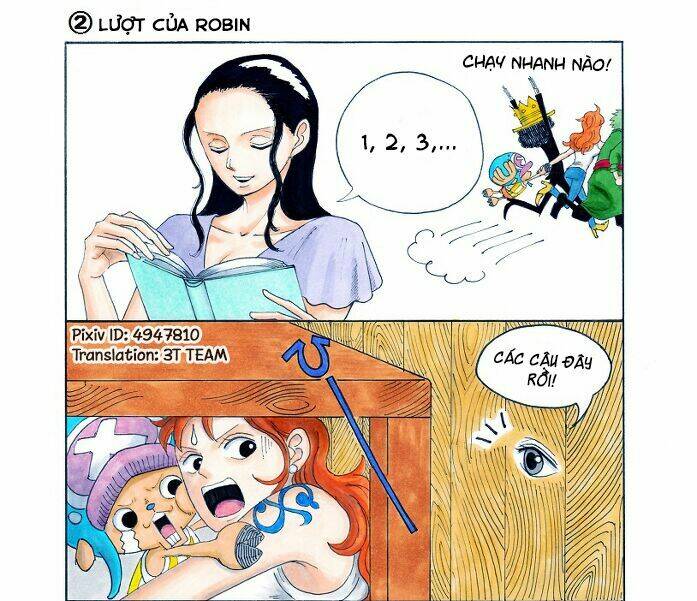 ② LƯỢT CỦA ROBIN
CHẠY NHANH NÀO!
1, 2, 3,...
Pixiv ID: 4947810
Translation: 3T TEAM
CÁC CẬU ĐÂY
RỒI!